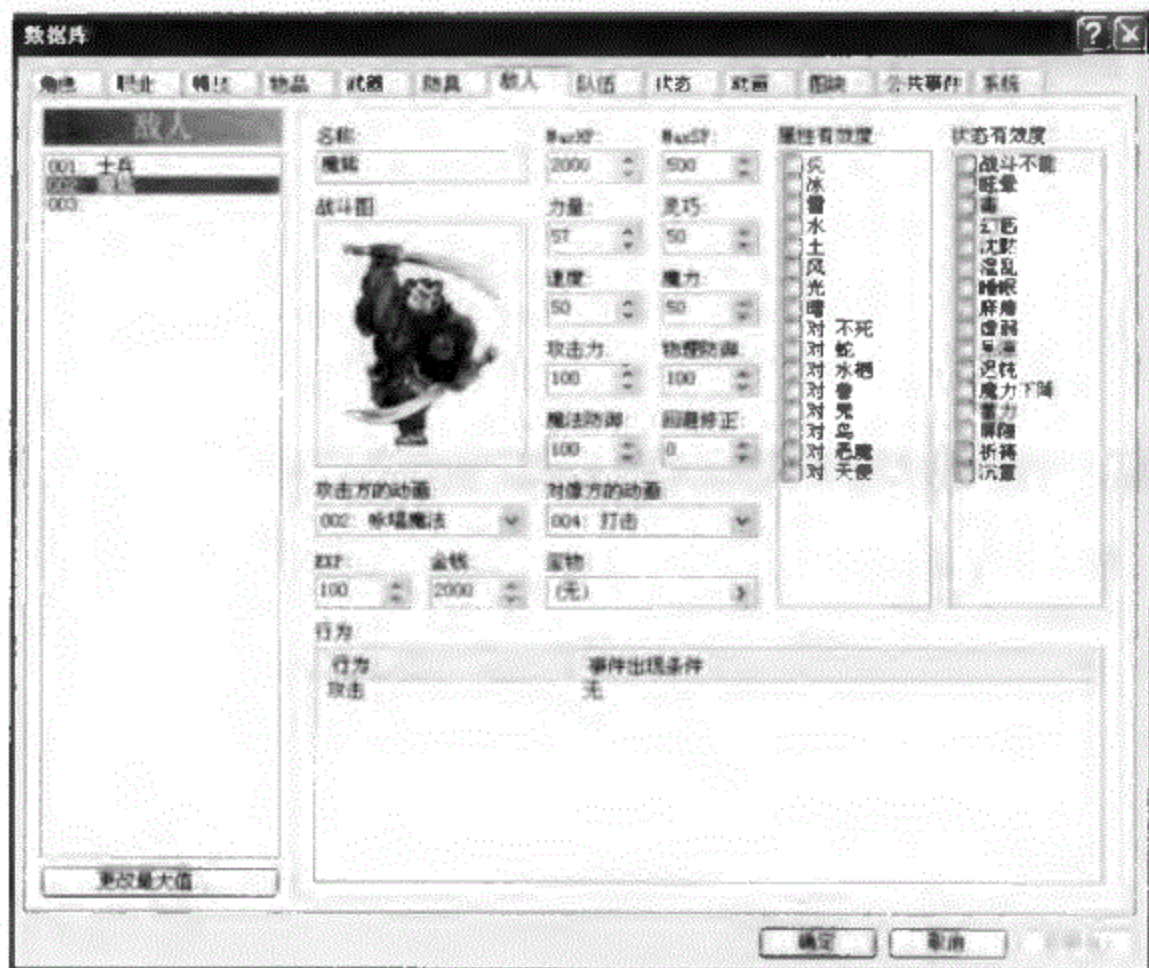 数据库
角色 职业 特技 物品 武器 防具 敌人 队伍 状态 动画 图块 公共事件 系统
敌人
001: 士兵
002:
003:
更改最大值
名称:
战斗图:
MaxHP:
2000
MaxSP:
500
力量:
57
灵巧:
50
速度:
50
魔力:
50
攻击力:
100
物理防御:
100
魔法防御:
100
回避修正:
0
攻击方的动画:
002: 咏唱魔法
对像方的动画:
004: 打击
EXP:
100
金钱:
2000
宝物:
(无)
属性有效度:
炎
冰
雷
水
土
风
光
暗
对 不死
对 蛇
对 水栖
对 兽
对 鸟
对 恶魔
对 天使
状态有效度:
战斗不能
眩晕
毒
沈默
混乱
睡眠
麻痹
虚弱
迟钝
魔力下降
蓄力
屏障
祈祷
沉重
行为:
行为 事件出现条件
攻击 无
确定
取消